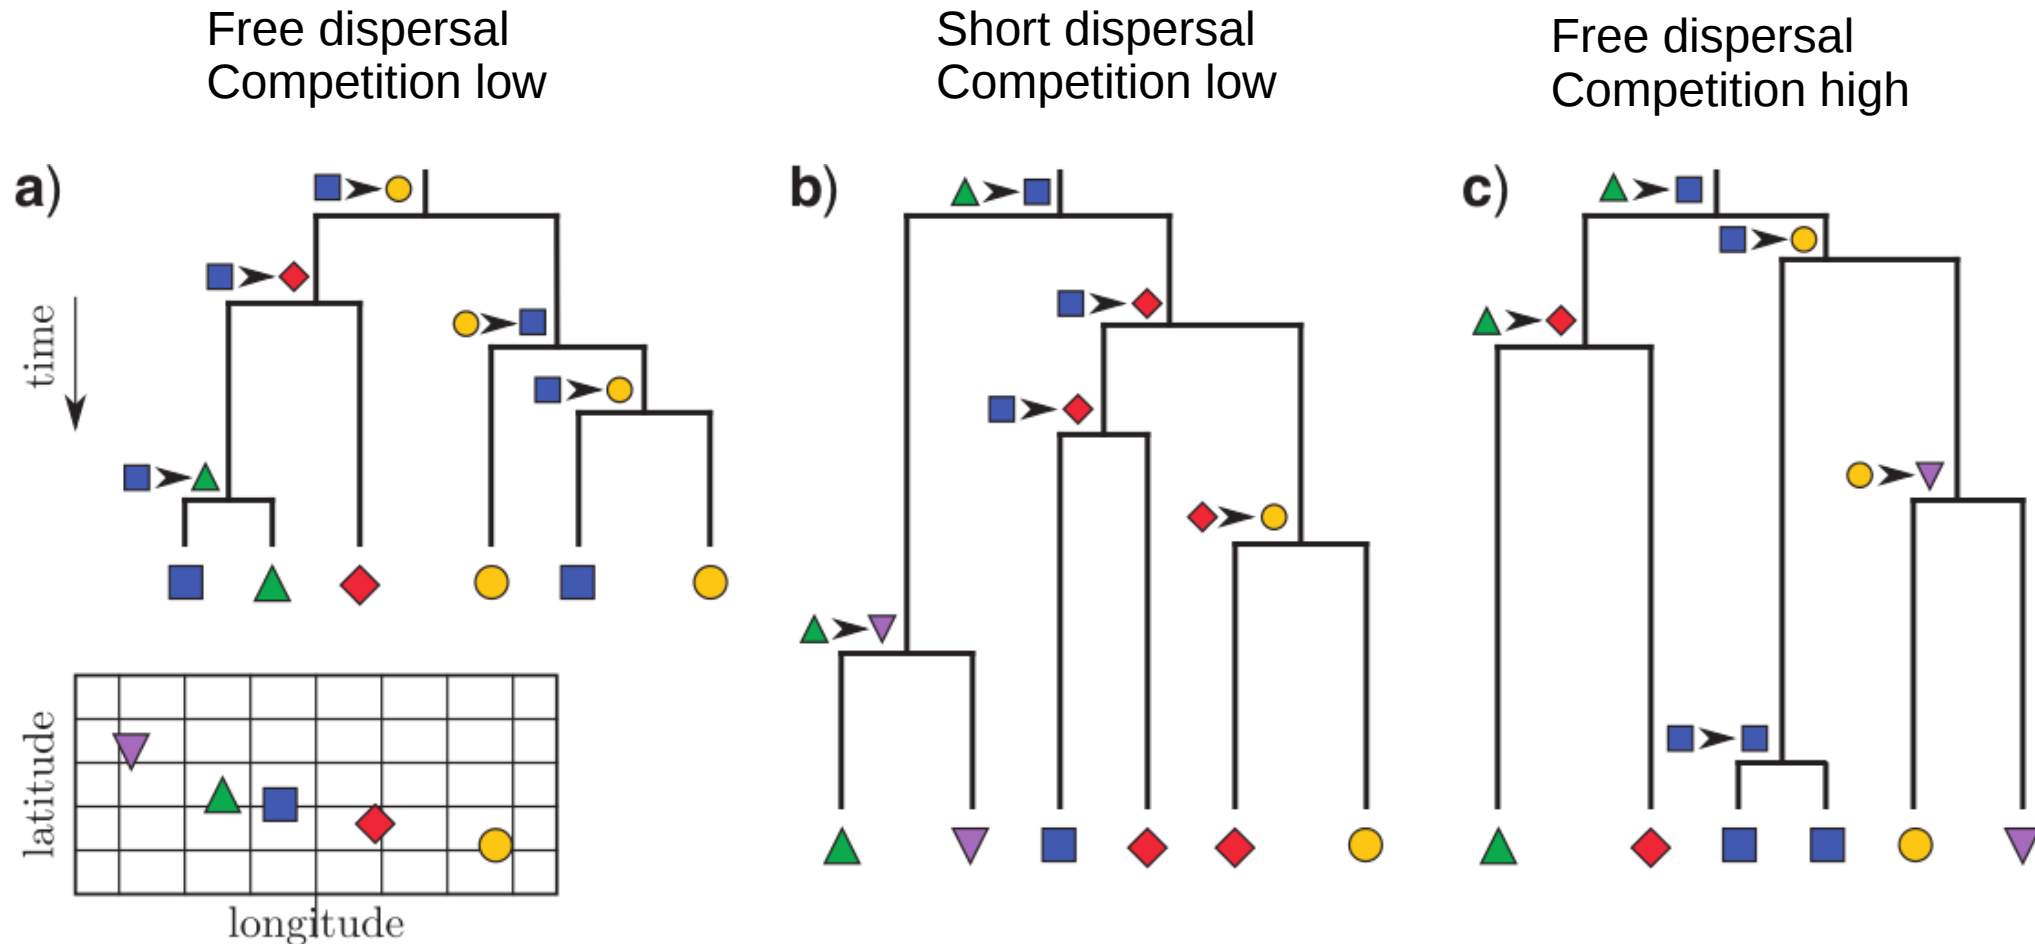 Free dispersal
Competition low
Short dispersal
Competition low
Free dispersal
Competition high
a)
b)
c)
time
latitude
longitude